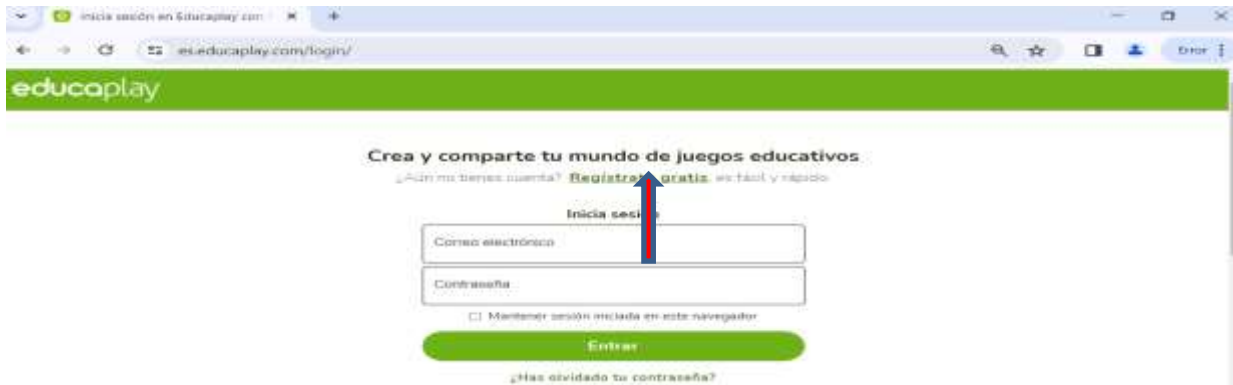 inicia sesión en Educaplay com
es.educaplay.com/login/
Error
educaplay
Crea y comparte tu mundo de juegos educativos
¿Aún no tienes cuenta? Regístrate gratis, es fácil y rápido
Inicia sesión
Correo electrónico
Contraseña
Mantener sesión iniciada en este navegador
Entrar
¿Has olvidado tu contraseña?